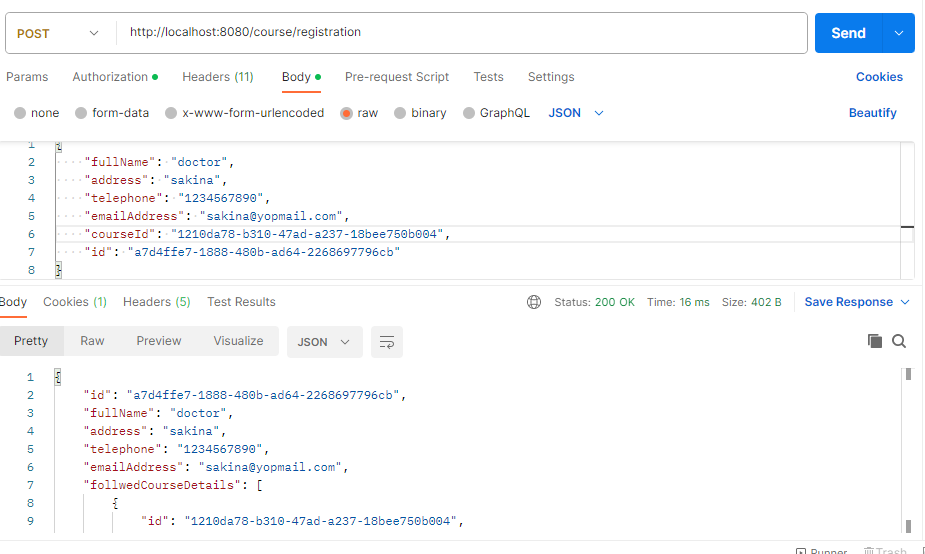 POST http://localhost:8080/course/registration Send
Params Authorization Headers (11) Body Pre-request Script Tests Settings Cookies
none form-data x-www-form-urlencoded raw binary GraphQL JSON Beautify
1 {
2 "fullName": "doctor",
3 "address": "sakina",
4 "telephone": "1234567890",
5 "emailAddress": "sakina@yopmail.com",
6 "courseId": "1210da78-b310-47ad-a237-18bee750b004",
7 "id": "a7d4ffe7-1888-480b-ad64-2268697796cb"
8 }
Body Cookies (1) Headers (5) Test Results Status: 200 OK Time: 16 ms Size: 402 B Save Response
Pretty Raw Preview Visualize JSON
1 {
2 "id": "a7d4ffe7-1888-480b-ad64-2268697796cb",
3 "fullName": "doctor",
4 "address": "sakina",
5 "telephone": "1234567890",
6 "emailAddress": "sakina@yopmail.com",
7 "follwedCourseDetails": [
8 {
9 "id": "1210da78-b310-47ad-a237-18bee750b004",
Runner Trash